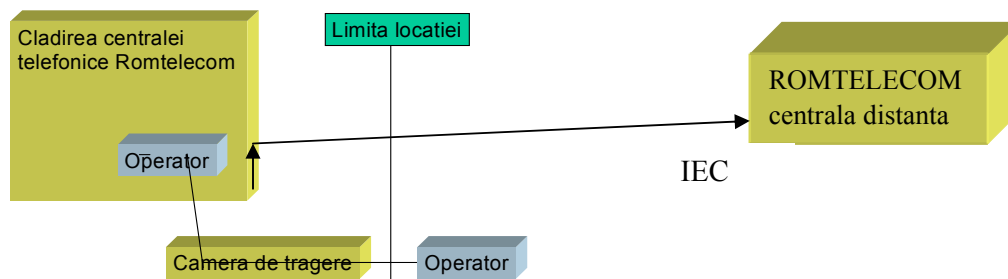 Cladirea centralei
telefonice Romtelecom
Limita locatiei
ROMTELECOM
centrala distanta
Operator
IEC
Camera de tragere
Operator